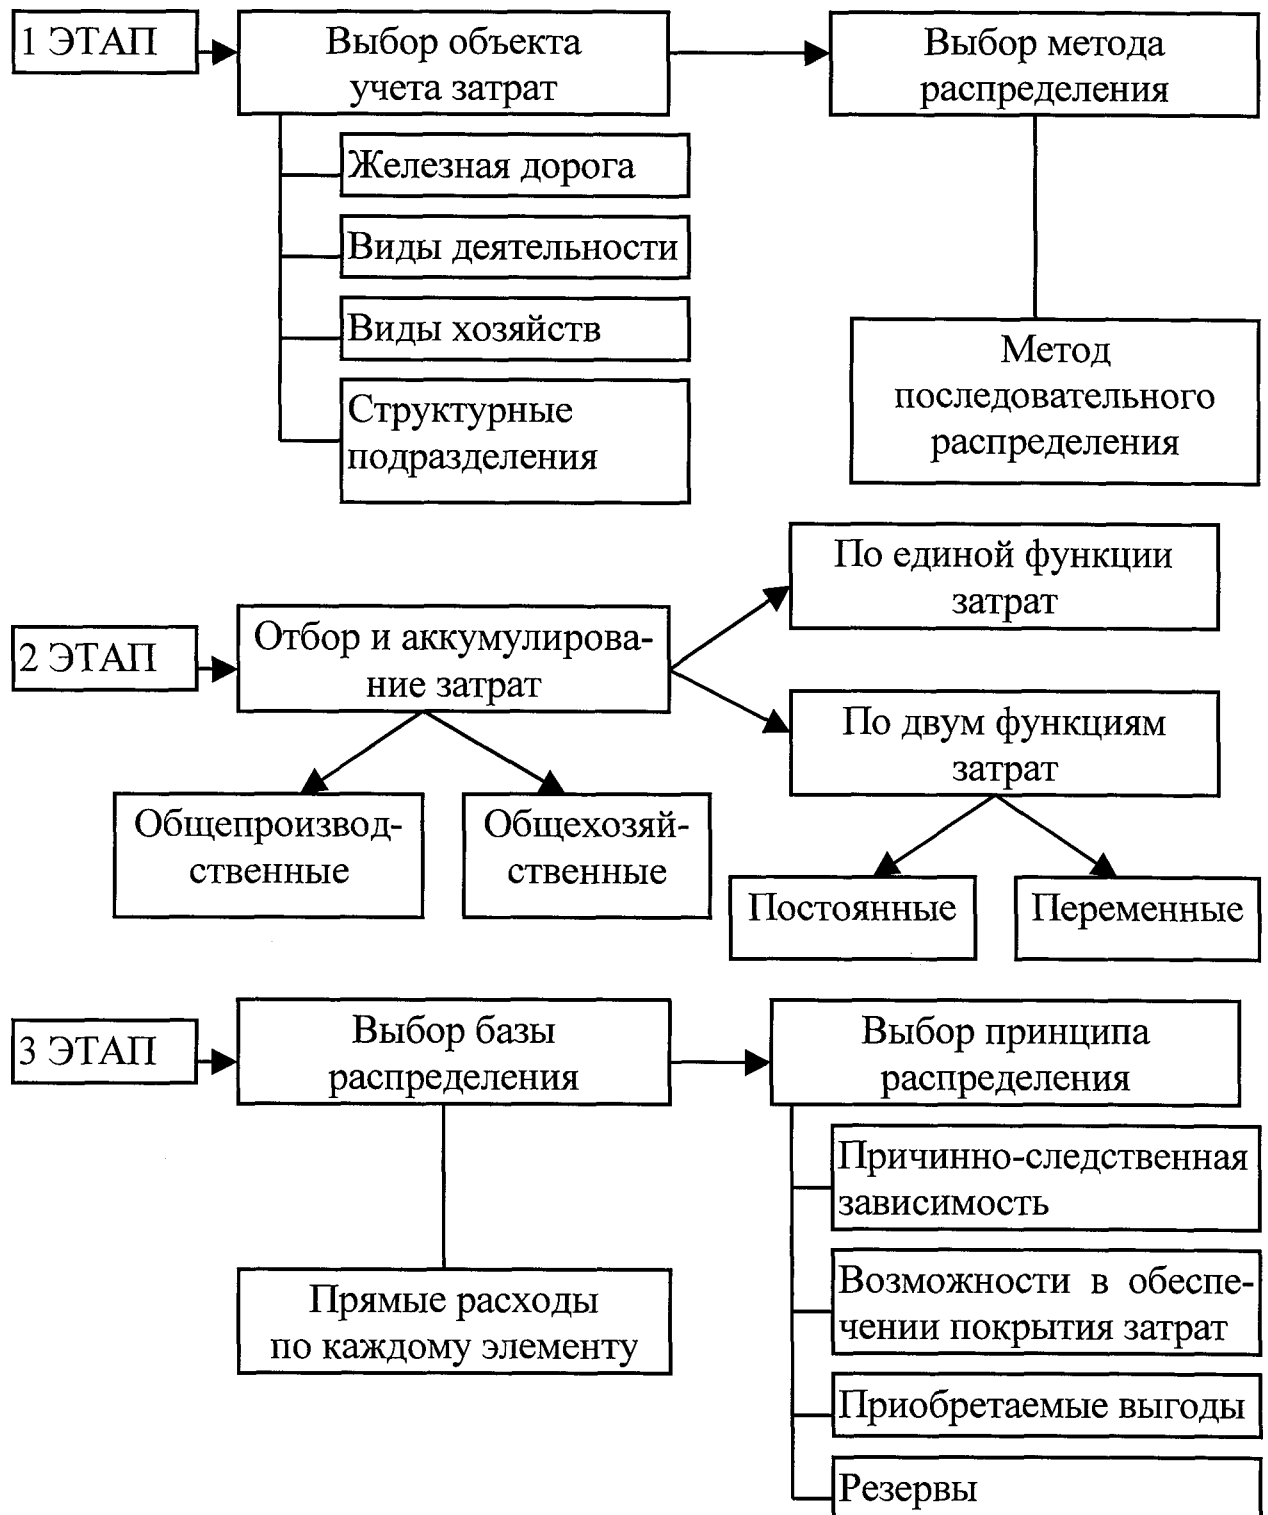 1 ЭТАП
Выбор объекта
учета затрат
Выбор метода
распределения
Железная дорога
Виды деятельности
Виды хозяйств
Структурные
подразделения
Метод
последовательного
распределения
2 ЭТАП
Отбор и аккумулирова-
ние затрат
По единой функции
затрат
По двум функциям
затрат
Общепроизвод-
ственные
Общехозяй-
ственные
Постоянные
Переменные
3 ЭТАП
Выбор базы
распределения
Выбор принципа
распределения
Прямые расходы
по каждому элементу
Причинно-следственная
зависимость
Возможности в обеспе-
чении покрытия затрат
Приобретаемые выгоды
Резервы